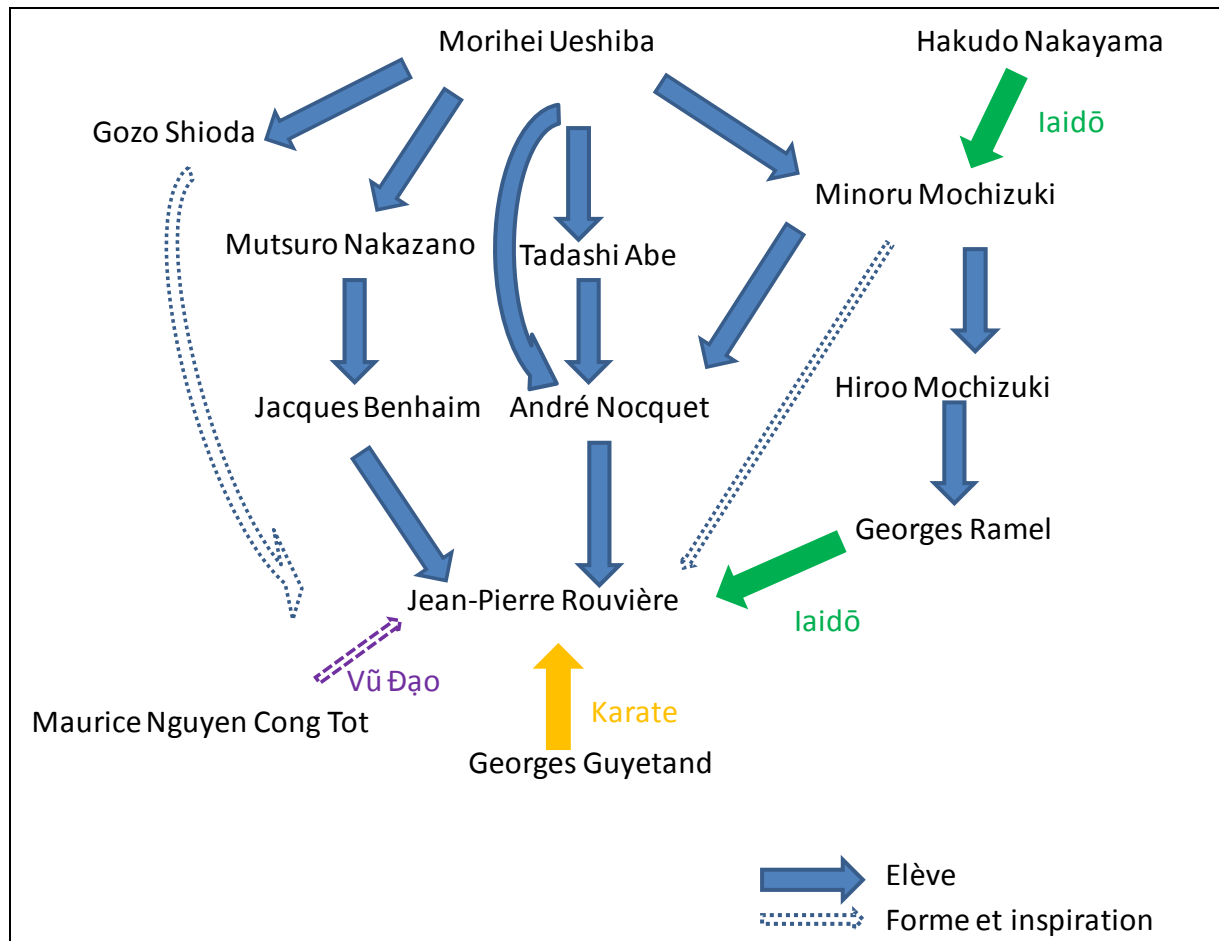 Morihei Ueshiba
Hakudo Nakayama
Gozo Shioda
Iaidō
Minoru Mochizuki
Mutsuro Nakazano
Tadashi Abe
Hiroo Mochizuki
Jacques Benhaim
André Nocquet
Georges Ramel
Jean-Pierre Rouvière
Iaidō
Vũ Đạo
Maurice Nguyen Cong Tot
Karate
Georges Guyetand
Elève
Forme et inspiration